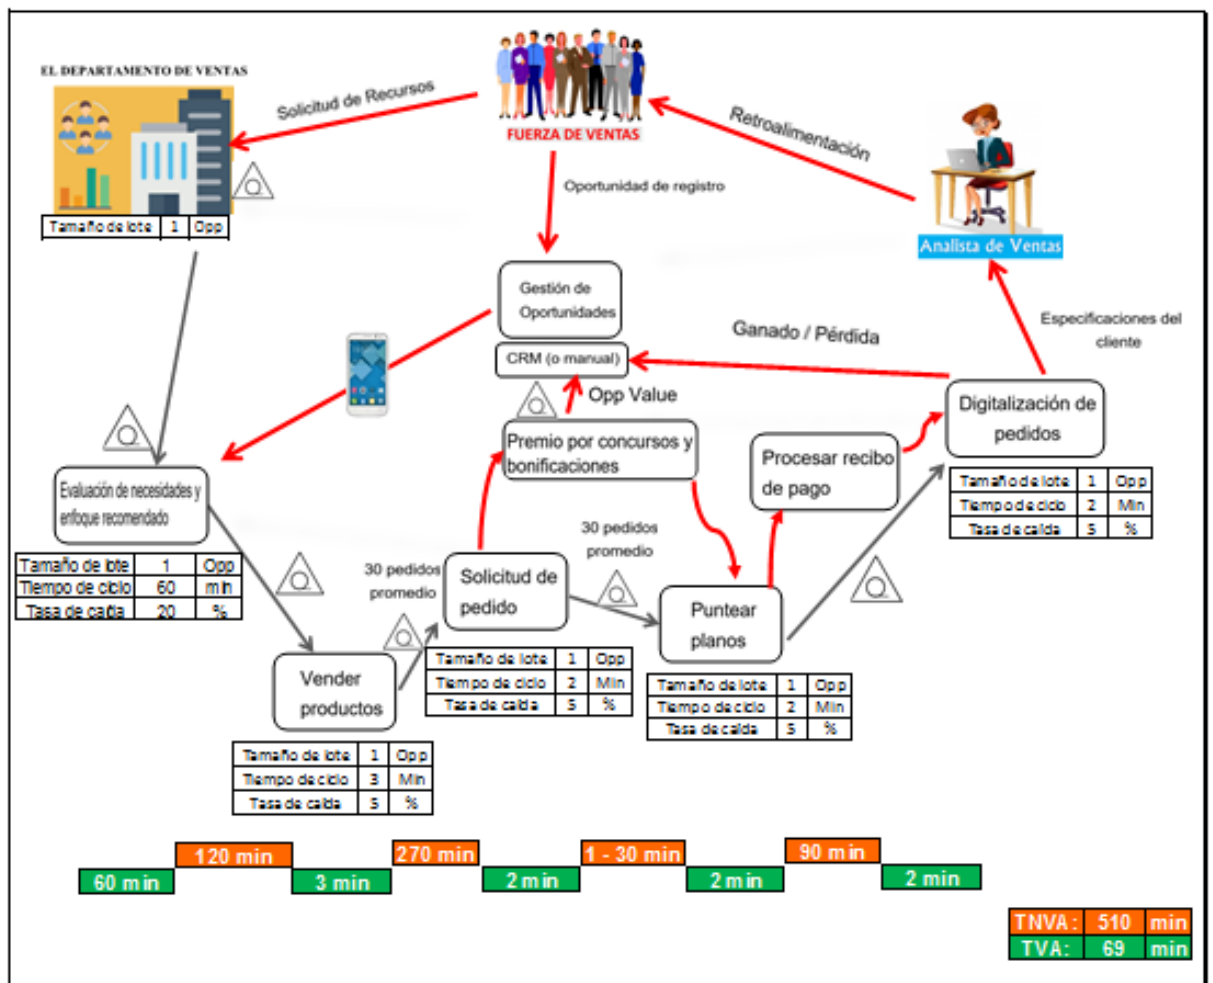 EL DEPARTAMENTO DE VENTAS
Solicitud de Recursos
FUERZA DE VENTAS
Retroalimentación
Oportunidad de registro
Tamaño de lote 1 Opp
Analista de Ventas
Gestión de
Oportunidades
CRM (o manual)
Ganado / Pérdida
Especificaciones del
cliente
Opp Value
Premio por concursos y
bonificaciones
Procesar recibo
de pago
Digitalización de
pedidos
Tamaño de lote 1 Opp
Tiempo de ciclo 2 Min
Tasa de caída 5 %
Evaluación de necesidades y
enfoque recomendado
Tamaño de lote 1 Opp
Tiempo de ciclo 60 min
Tasa de caída 20 %
30 pedidos
promedio
Solicitud de
pedido
30 pedidos
promedio
Puntear
planos
Tamaño de lote 1 Opp
Tiempo de ciclo 2 Min
Tasa de caída 5 %
Tamaño de lote 1 Opp
Tiempo de ciclo 2 Min
Tasa de caída 5 %
Vender
productos
Tamaño de lote 1 Opp
Tiempo de ciclo 3 Min
Tasa de caída 5 %
120 min 270 min 1 - 30 min 90 min
60 min 3 min 2 min 2 min 2 min
TNVA: 510 min
TVA: 69 min